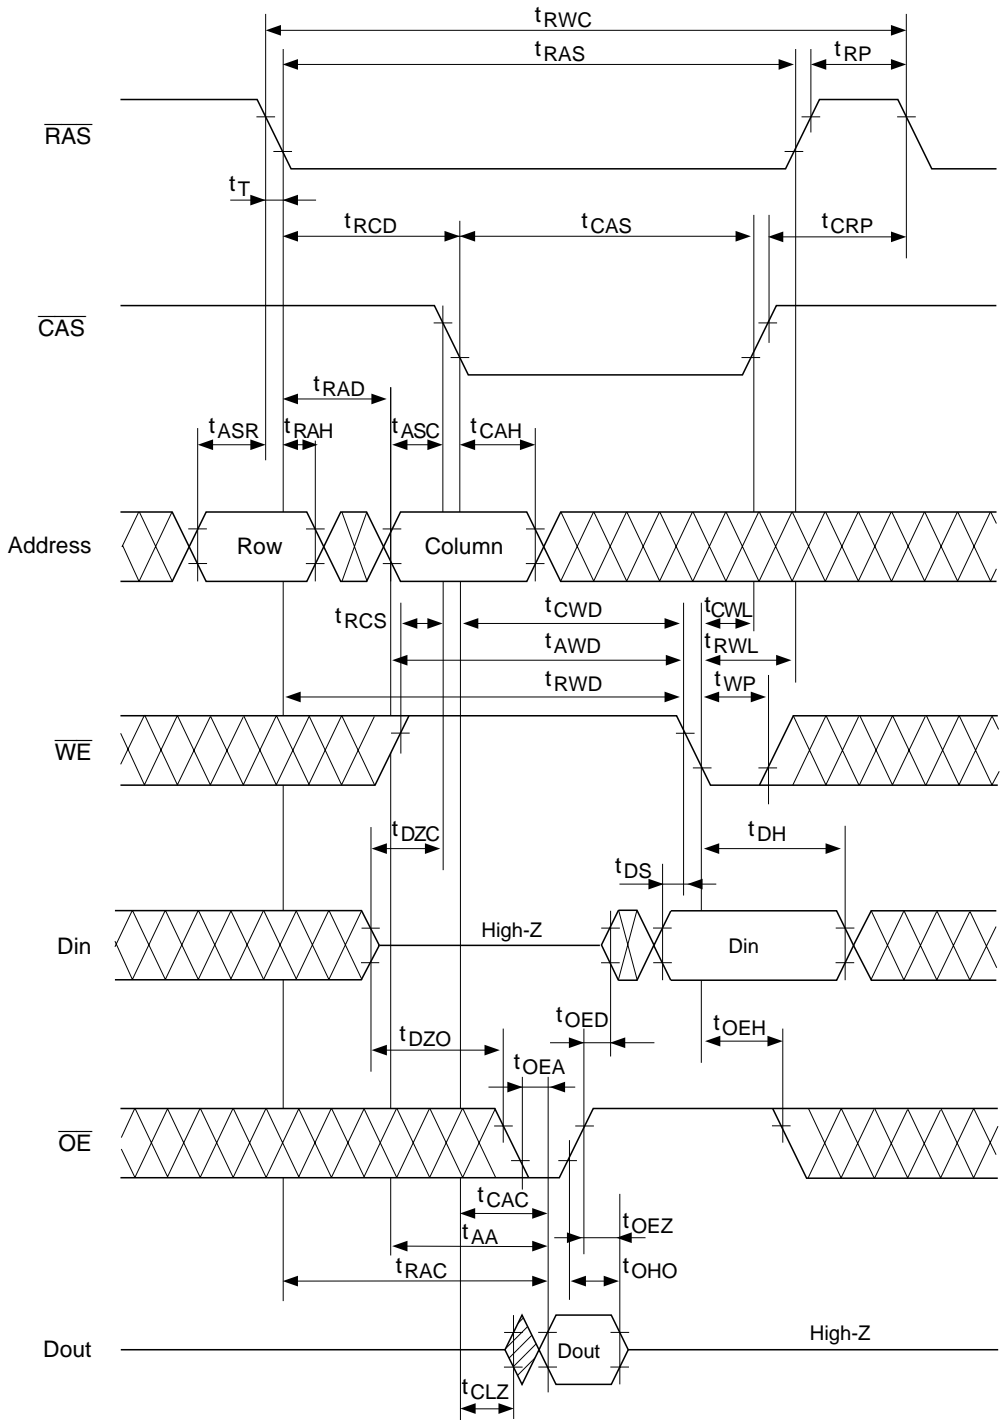 tRWC
tRAS
tRP
RAS
tT
tRCD
tCAS
tCRP
CAS
tRAD
tASR
tRAH
tASC
tCAH
Address
Row
Column
tRCS
tCWD
tCWL
tAWD
tRWL
tRWD
tWP
WE
tDZC
tDH
tDS
Din
High-Z
Din
tOED
tOEH
tDZO
tOEA
OE
tCAC
tOEZ
tAA
tRAC
tOHO
Dout
Dout
High-Z
tCLZ